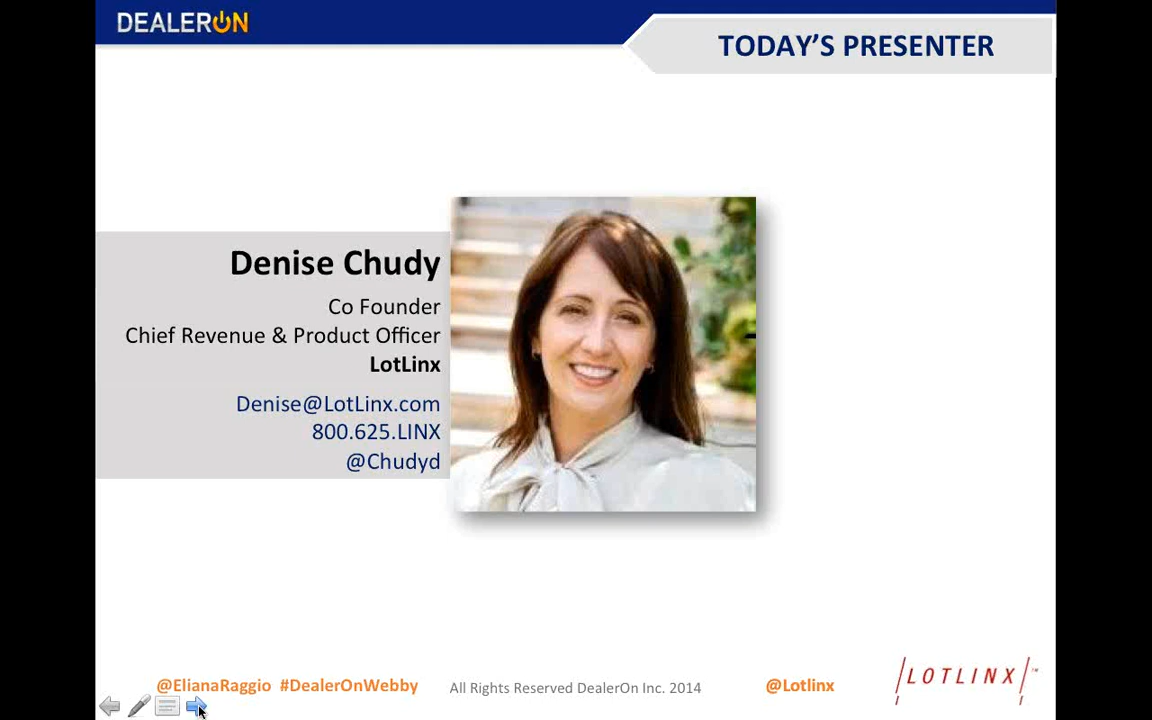 DEALERON
TODAY'S PRESENTER
Denise Chudy
Co Founder
Chief Revenue & Product Officer
LotLinx
Denise@LotLinx.com
800.625.LINX
@Chudyd
@ElianaRaggio #DealerOnWebby
All Rights Reserved DealerOn Inc. 2014
@Lotlinx
LOTLINX™